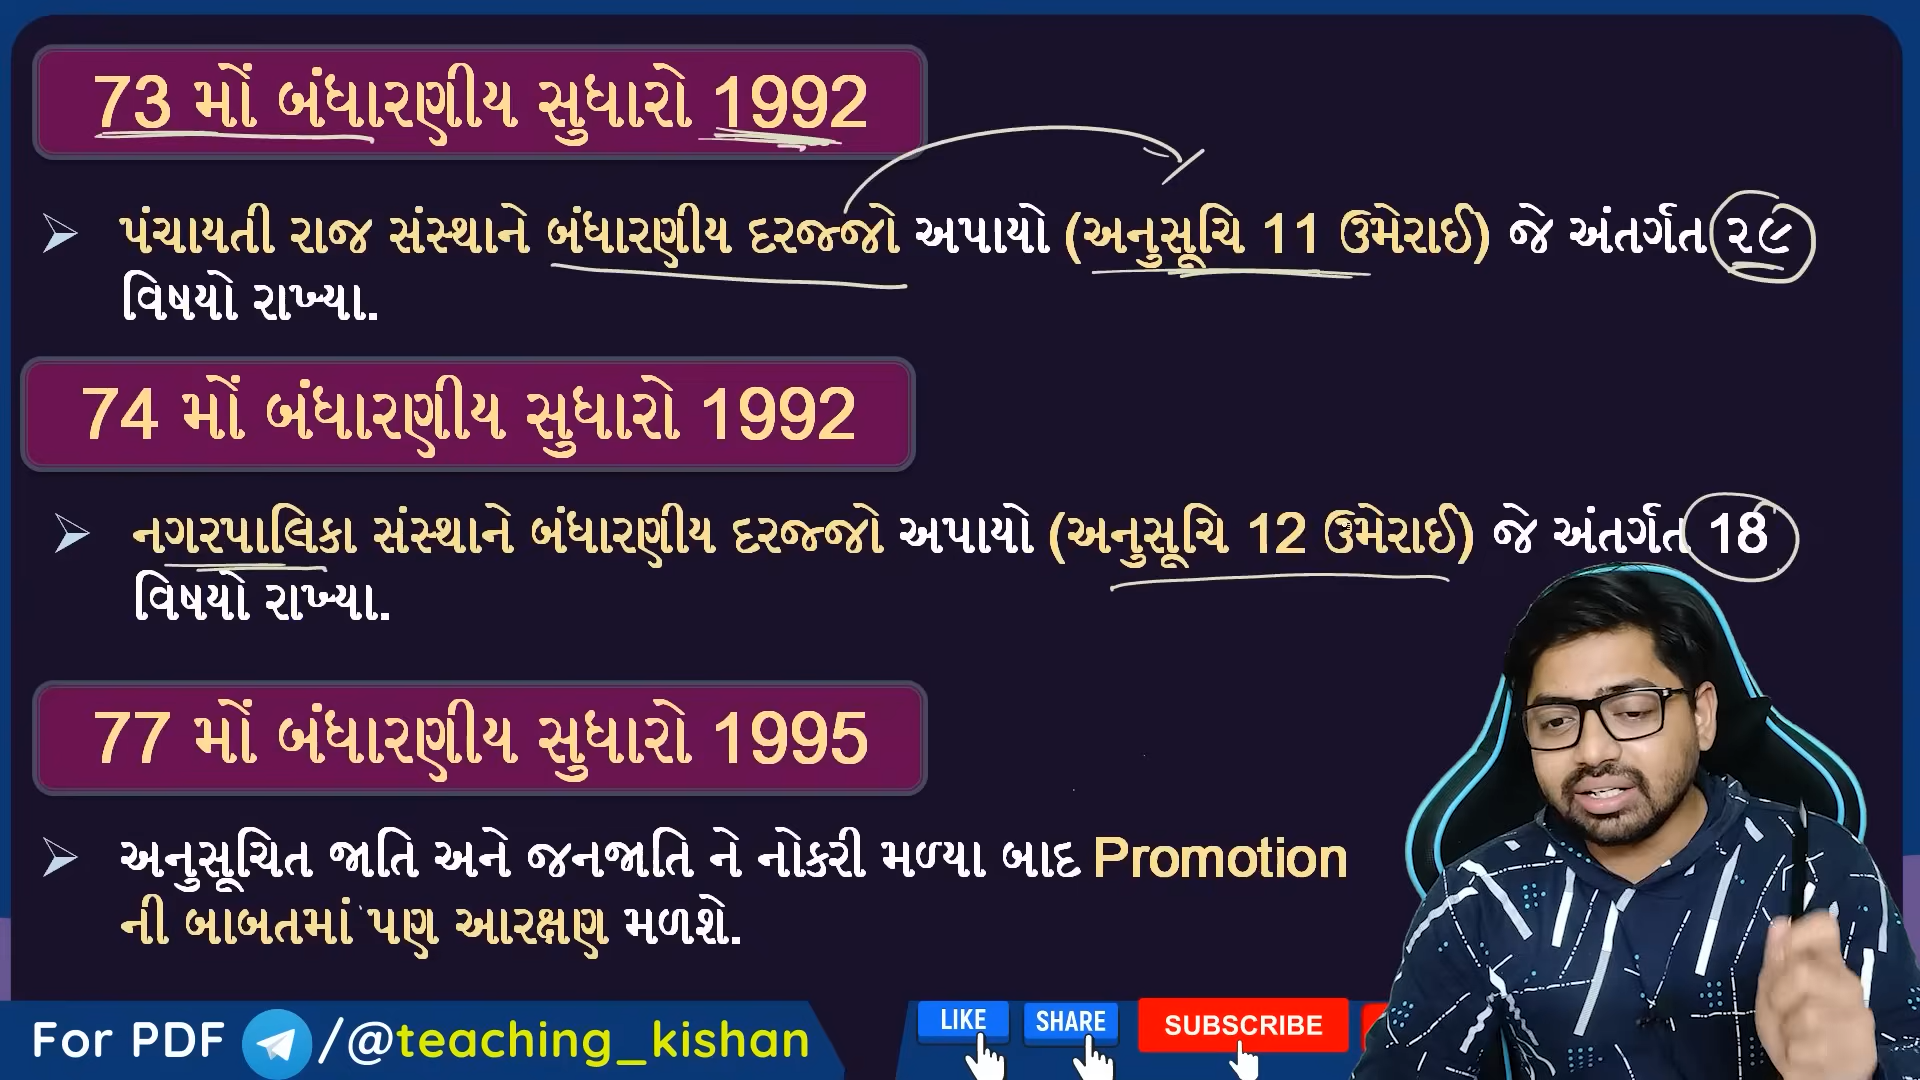 73 મોં બંધારણીય સુધારો 1992
પંચાયતી રાજ સંસ્થાને બંધારણીય દરજ્જો અપાયો (અનુસૂચિ 11 ઉમેરાઈ) જે અંતર્ગત ૨૯
વિષયો રાખ્યા.
74 મોં બંધારણીય સુધારો 1992
નગરપાલિકા સંસ્થાને બંધારણીય દરજ્જો અપાયો (અનુસૂચિ 12 ઉમેરાઈ) જે અંતર્ગત 18
વિષયો રાખ્યા.
77 મોં બંધારણીય સુધારો 1995
અનુસૂચિત જાતિ અને જનજાતિ ને નોકરી મળ્યા બાદ Promotion
ની બાબતમાં પણ આરક્ષણ મળશે.
For PDF /@teaching_kishan
LIKE SHARE SUBSCRIBE